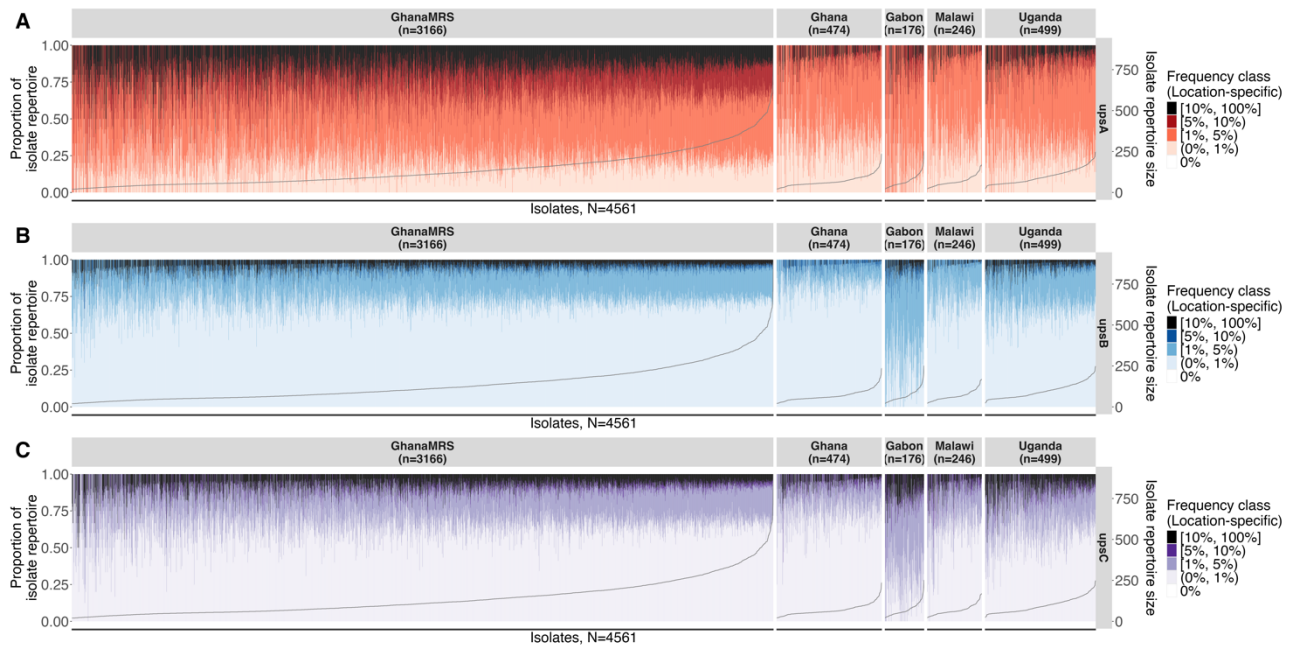 A
GhanaMRS
(n=3166)
Ghana
(n=474)
Gabon
(n=176)
Malawi
(n=246)
Uganda
(n=499)
Proportion of
isolate repertoire
1.00
0.75
0.50
0.25
0.00
750
500
250
0
Isolate repertoire size
upsA
Frequency class
(Location-specific)
[10%, 100%]
[5%, 10%)
[1%, 5%)
(0%, 1%)
0%
Isolates, N=4561
B
GhanaMRS
(n=3166)
Ghana
(n=474)
Gabon
(n=176)
Malawi
(n=246)
Uganda
(n=499)
Proportion of
isolate repertoire
1.00
0.75
0.50
0.25
0.00
750
500
250
0
Isolate repertoire size
upsB
Frequency class
(Location-specific)
[10%, 100%]
[5%, 10%)
[1%, 5%)
(0%, 1%)
0%
Isolates, N=4561
C
GhanaMRS
(n=3166)
Ghana
(n=474)
Gabon
(n=176)
Malawi
(n=246)
Uganda
(n=499)
Proportion of
isolate repertoire
1.00
0.75
0.50
0.25
0.00
750
500
250
0
Isolate repertoire size
upsC
Frequency class
(Location-specific)
[10%, 100%]
[5%, 10%)
[1%, 5%)
(0%, 1%)
0%
Isolates, N=4561